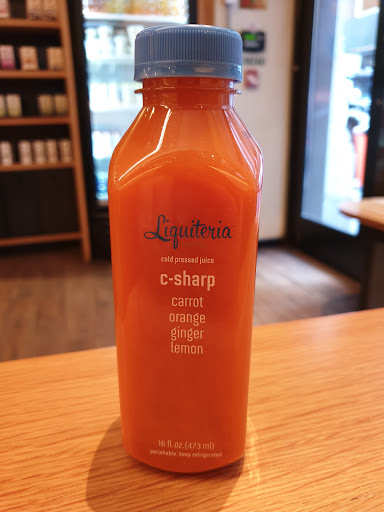 Liquiteria
cold pressed juice
c-sharp
carrot
orange
ginger
lemon
16 fl.oz.(473 ml)
perishable: keep refrigerated